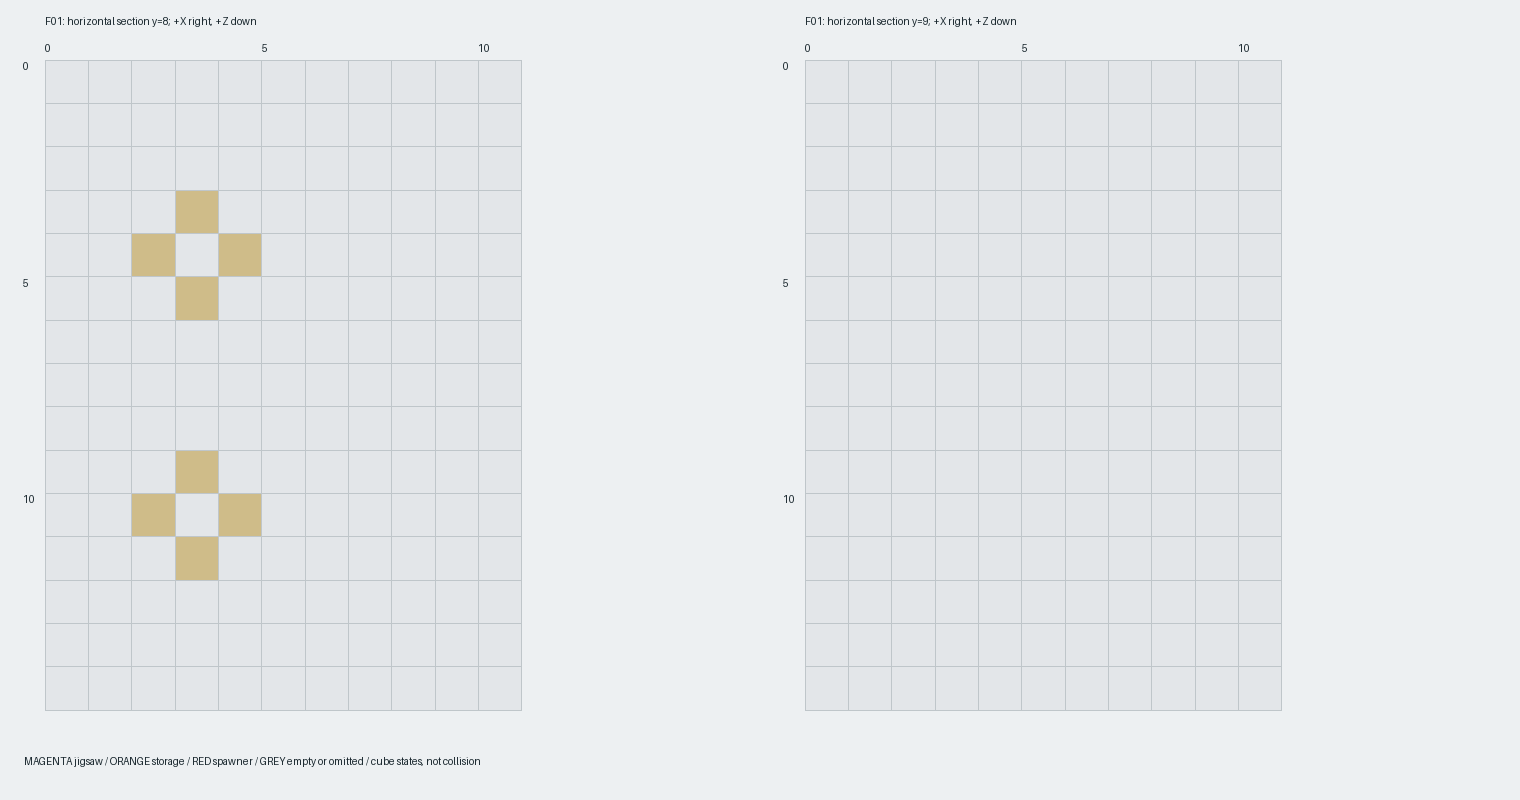 F01: horizontal section y=8; +X right, +Z down
F01: horizontal section y=9; +X right, +Z down
0 5 10
0 5 10
0 0
5 5
10 10
MAGENTA jigsaw / ORANGE storage / RED spawner / GREY empty or omitted / cube states, not collision